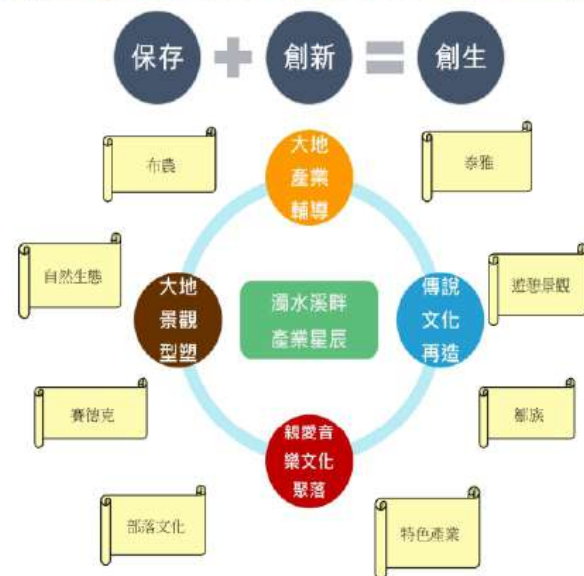 保存 + 創新 = 創生
布農
大地
產業
輔導
泰雅
自然生態
大地
景觀
型塑
濁水溪畔
產業星辰
傳說
文化
再造
遊憩景觀
賽德克
親愛音
樂文化
聚落
鄒族
部落文化
特色產業